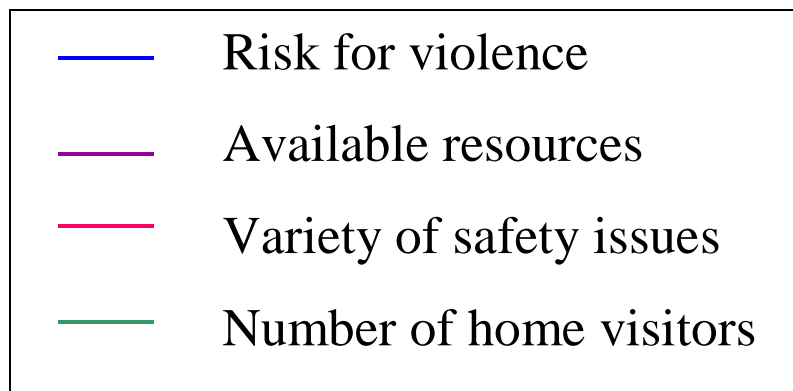 Risk for violence
Available resources
Variety of safety issues
Number of home visitors